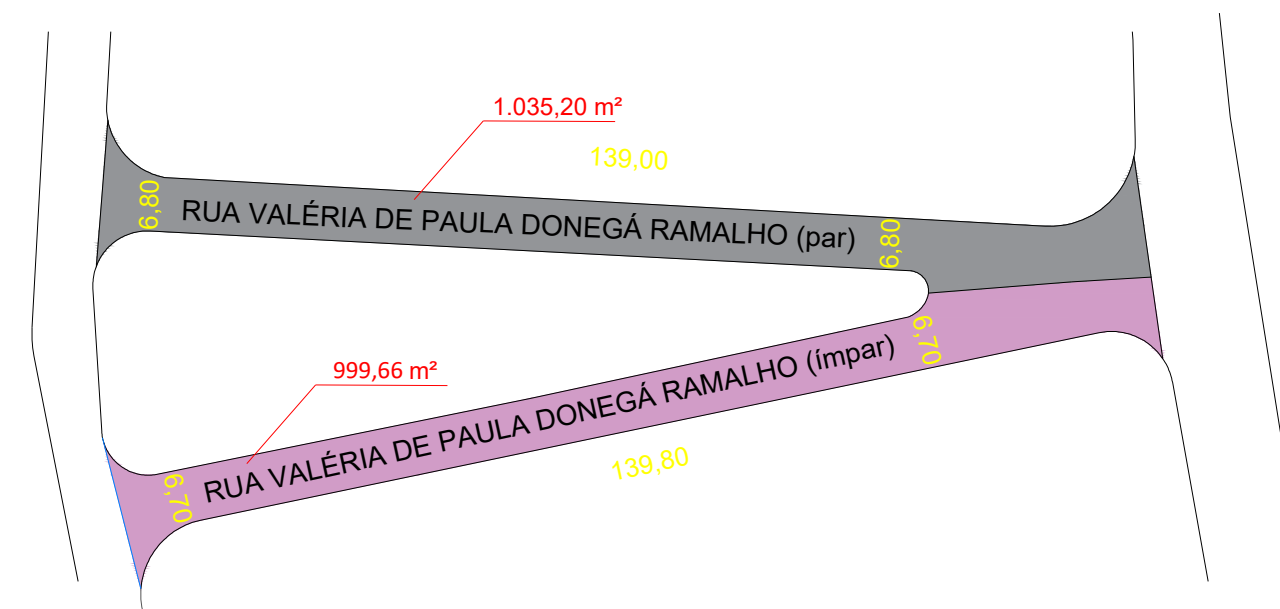 1.035,20 m²
139,00
6,80
RUA VALÉRIA DE PAULA DONEGÁ RAMALHO (par)
6,80
6,70
999,66 m²
RUA VALÉRIA DE PAULA DONEGÁ RAMALHO (ímpar)
6,70
139,80